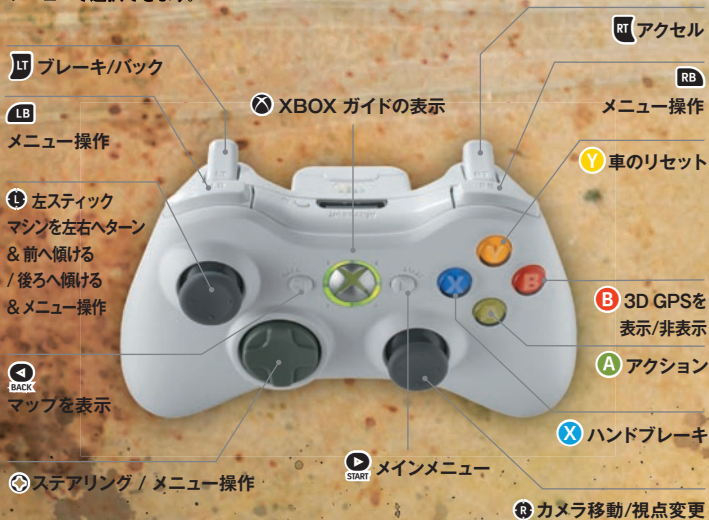 RT アクセル
LT ブレーキ/バック
RB
メニュー操作
XBOX ガイドの表示
LB
メニュー操作
Y 車のリセット
L 左スティック
マシンを左右へターン
& 前へ傾ける
/ 後ろへ傾ける
& メニュー操作
B 3D GPSを
表示/非表示
A アクション
BACK
マップを表示
X ハンドブレーキ
START メインメニュー
ステアリング / メニュー操作
R カメラ移動/視点変更
Y
X
B